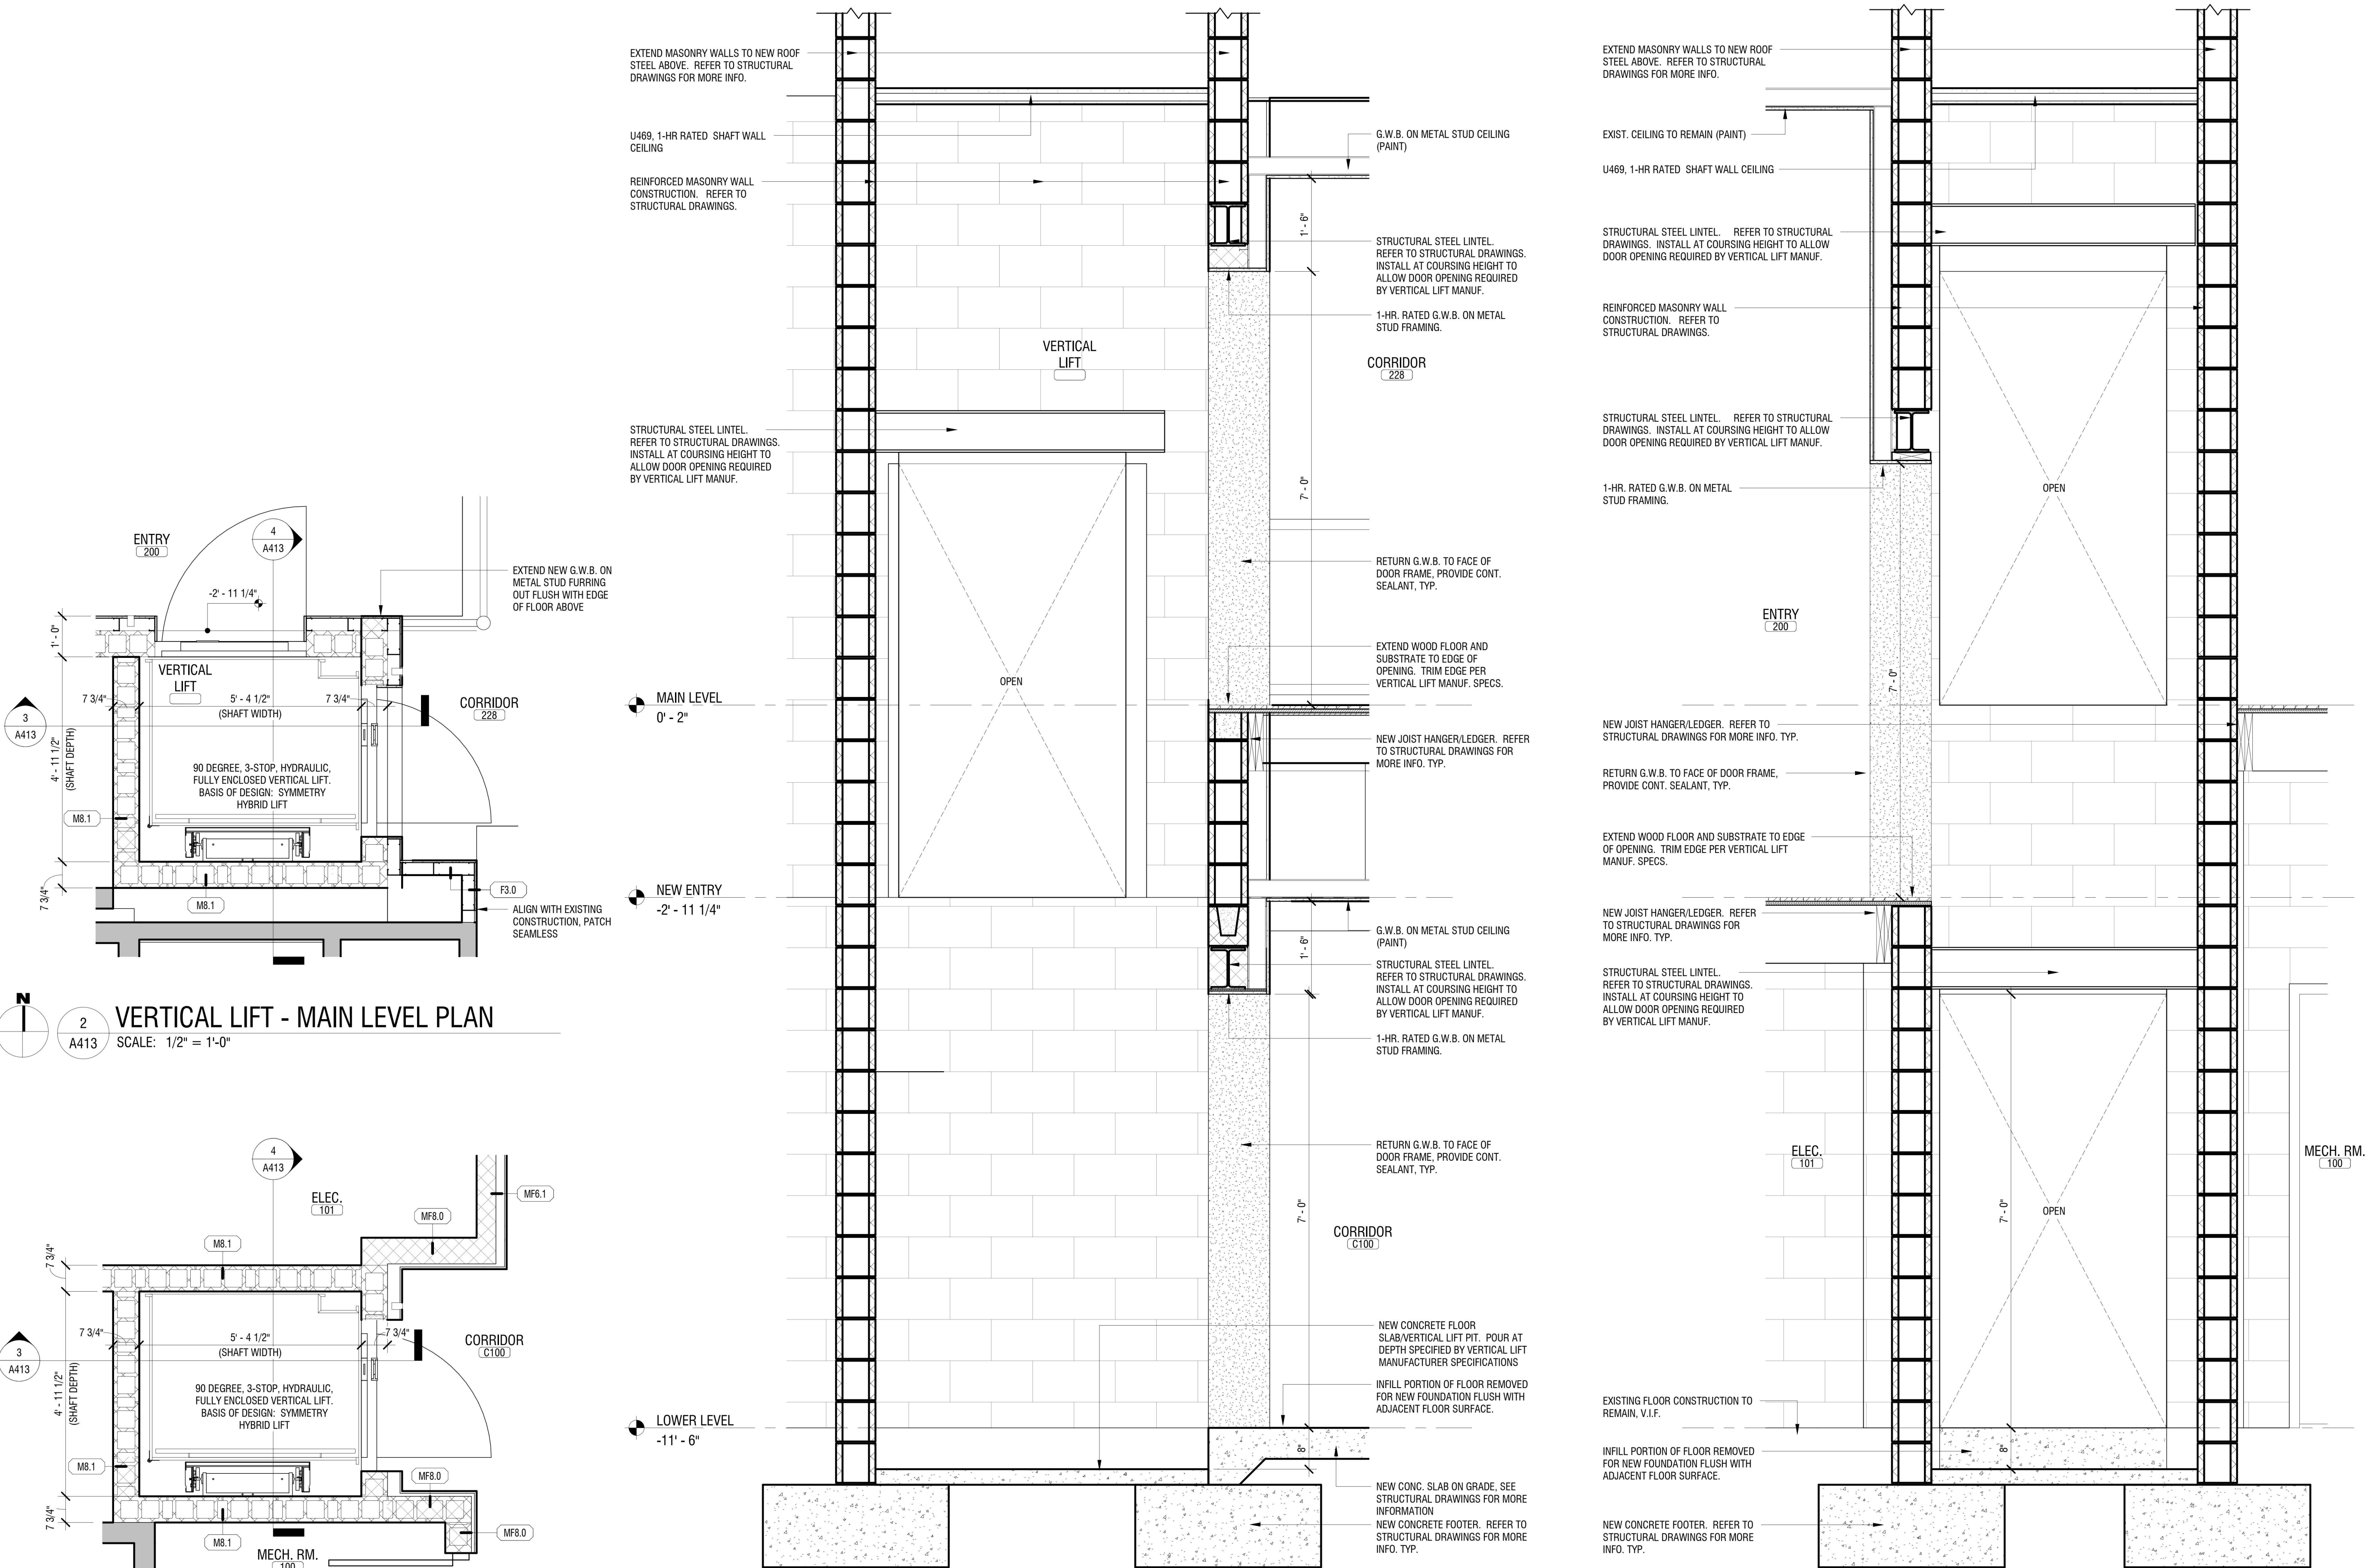 ENTRY
200
4
A413
-2' - 11 1/4"
EXTEND NEW G.W.B. ON
METAL STUD FURRING
OUT FLUSH WITH EDGE
OF FLOOR ABOVE
1' - 0"
VERTICAL
LIFT
7 3/4"
5' - 4 1/2"
(SHAFT WIDTH)
7 3/4"
CORRIDOR
228
3
A413
4' - 11 1/2"
(SHAFT DEPTH)
90 DEGREE, 3-STOP, HYDRAULIC,
FULLY ENCLOSED VERTICAL LIFT.
BASIS OF DESIGN: SYMMETRY
HYBRID LIFT
M8.1
7 3/4"
M8.1
F3.0
ALIGN WITH EXISTING
CONSTRUCTION, PATCH
SEAMLESS
N
2
A413
VERTICAL LIFT - MAIN LEVEL PLAN
SCALE: 1/2" = 1'-0"
4
A413
ELEC.
101
MF6.1
MF8.0
M8.1
7 3/4"
7 3/4"
5' - 4 1/2"
(SHAFT WIDTH)
7 3/4"
CORRIDOR
C100
3
A413
4' - 11 1/2"
(SHAFT DEPTH)
90 DEGREE, 3-STOP, HYDRAULIC,
FULLY ENCLOSED VERTICAL LIFT.
BASIS OF DESIGN: SYMMETRY
HYBRID LIFT
M8.1
MF8.0
7 3/4"
M8.1
MF8.0
MECH. RM.
100
EXTEND MASONRY WALLS TO NEW ROOF
STEEL ABOVE. REFER TO STRUCTURAL
DRAWINGS FOR MORE INFO.
U469, 1-HR RATED SHAFT WALL
CEILING
REINFORCED MASONRY WALL
CONSTRUCTION. REFER TO
STRUCTURAL DRAWINGS.
STRUCTURAL STEEL LINTEL.
REFER TO STRUCTURAL DRAWINGS.
INSTALL AT COURSING HEIGHT TO
ALLOW DOOR OPENING REQUIRED
BY VERTICAL LIFT MANUF.
MAIN LEVEL
0' - 2"
NEW ENTRY
-2' - 11 1/4"
LOWER LEVEL
-11' - 6"
VERTICAL
LIFT
OPEN
1' - 6"
7' - 0"
1' - 6"
7' - 0"
8"
G.W.B. ON METAL STUD CEILING
(PAINT)
STRUCTURAL STEEL LINTEL.
REFER TO STRUCTURAL DRAWINGS.
INSTALL AT COURSING HEIGHT TO
ALLOW DOOR OPENING REQUIRED
BY VERTICAL LIFT MANUF.
1-HR. RATED G.W.B. ON METAL
STUD FRAMING.
CORRIDOR
228
RETURN G.W.B. TO FACE OF
DOOR FRAME, PROVIDE CONT.
SEALANT, TYP.
EXTEND WOOD FLOOR AND
SUBSTRATE TO EDGE OF
OPENING. TRIM EDGE PER
VERTICAL LIFT MANUF. SPECS.
NEW JOIST HANGER/LEDGER. REFER
TO STRUCTURAL DRAWINGS FOR
MORE INFO. TYP.
G.W.B. ON METAL STUD CEILING
(PAINT)
STRUCTURAL STEEL LINTEL.
REFER TO STRUCTURAL DRAWINGS.
INSTALL AT COURSING HEIGHT TO
ALLOW DOOR OPENING REQUIRED
BY VERTICAL LIFT MANUF.
1-HR. RATED G.W.B. ON METAL
STUD FRAMING.
RETURN G.W.B. TO FACE OF
DOOR FRAME, PROVIDE CONT.
SEALANT, TYP.
CORRIDOR
C100
NEW CONCRETE FLOOR
SLAB/VERTICAL LIFT PIT. POUR AT
DEPTH SPECIFIED BY VERTICAL LIFT
MANUFACTURER SPECIFICATIONS
INFILL PORTION OF FLOOR REMOVED
FOR NEW FOUNDATION FLUSH WITH
ADJACENT FLOOR SURFACE.
NEW CONC. SLAB ON GRADE, SEE
STRUCTURAL DRAWINGS FOR MORE
INFORMATION
NEW CONCRETE FOOTER. REFER TO
STRUCTURAL DRAWINGS FOR MORE
INFO. TYP.
EXTEND MASONRY WALLS TO NEW ROOF
STEEL ABOVE. REFER TO STRUCTURAL
DRAWINGS FOR MORE INFO.
EXIST. CEILING TO REMAIN (PAINT)
U469, 1-HR RATED SHAFT WALL CEILING
STRUCTURAL STEEL LINTEL. REFER TO STRUCTURAL
DRAWINGS. INSTALL AT COURSING HEIGHT TO ALLOW
DOOR OPENING REQUIRED BY VERTICAL LIFT MANUF.
REINFORCED MASONRY WALL
CONSTRUCTION. REFER TO
STRUCTURAL DRAWINGS.
STRUCTURAL STEEL LINTEL. REFER TO STRUCTURAL
DRAWINGS. INSTALL AT COURSING HEIGHT TO ALLOW
DOOR OPENING REQUIRED BY VERTICAL LIFT MANUF.
1-HR. RATED G.W.B. ON METAL
STUD FRAMING.
OPEN
ENTRY
200
7' - 0"
NEW JOIST HANGER/LEDGER. REFER TO
STRUCTURAL DRAWINGS FOR MORE INFO. TYP.
RETURN G.W.B. TO FACE OF DOOR FRAME,
PROVIDE CONT. SEALANT, TYP.
EXTEND WOOD FLOOR AND SUBSTRATE TO EDGE
OF OPENING. TRIM EDGE PER VERTICAL LIFT
MANUF. SPECS.
NEW JOIST HANGER/LEDGER. REFER
TO STRUCTURAL DRAWINGS FOR
MORE INFO. TYP.
STRUCTURAL STEEL LINTEL.
REFER TO STRUCTURAL DRAWINGS.
INSTALL AT COURSING HEIGHT TO
ALLOW DOOR OPENING REQUIRED
BY VERTICAL LIFT MANUF.
ELEC.
101
7' - 0"
OPEN
MECH. RM.
100
EXISTING FLOOR CONSTRUCTION TO
REMAIN, V.I.F.
INFILL PORTION OF FLOOR REMOVED
FOR NEW FOUNDATION FLUSH WITH
ADJACENT FLOOR SURFACE.
8"
NEW CONCRETE FOOTER. REFER TO
STRUCTURAL DRAWINGS FOR MORE
INFO. TYP.